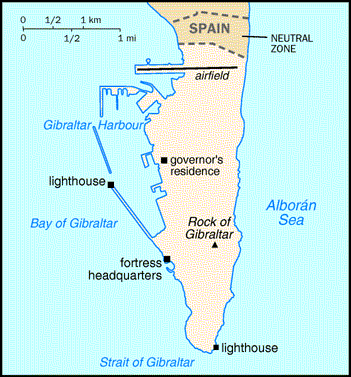 0 1/2 1 km
0 1/2 1 mi
SPAIN
NEUTRAL
ZONE
airfield
Gibraltar Harbour
governor's
residence
lighthouse
Bay of Gibraltar
Alborán
Sea
Rock of
Gibraltar
fortress
headquarters
lighthouse
Strait of Gibraltar